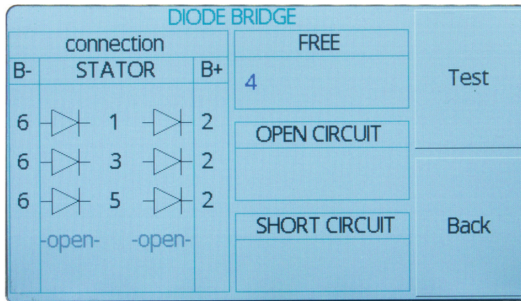 DIODE BRIDGE
connection
B- STATOR B+
6 1 2
6 3 2
6 5 2
-open- -open-
FREE
4
OPEN CIRCUIT
SHORT CIRCUIT
Test
Back